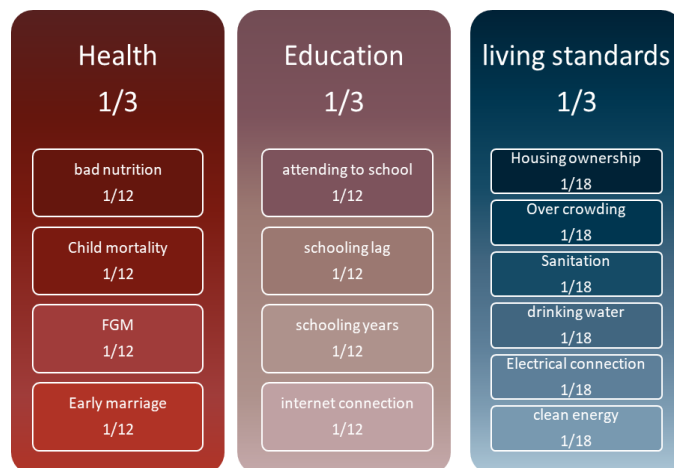 Health
1/3
bad nutrition
1/12
Child mortality
1/12
FGM
1/12
Early marriage
1/12
Education
1/3
attending to school
1/12
schooling lag
1/12
schooling years
1/12
internet connection
1/12
living standards
1/3
Housing ownership
1/18
Over crowding
1/18
Sanitation
1/18
drinking water
1/18
Electrical connection
1/18
clean energy
1/18